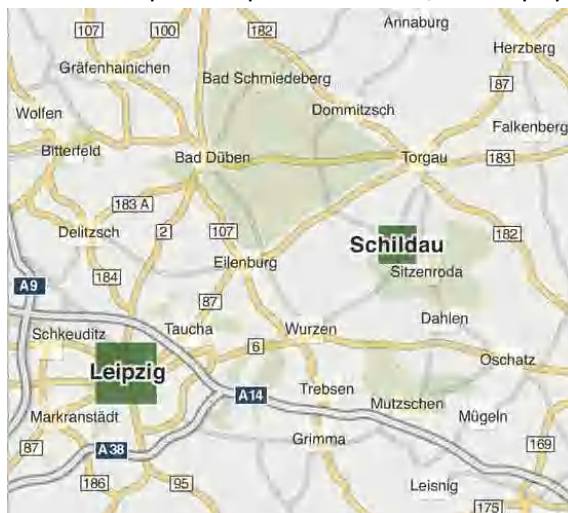 Annaburg
107
100
182
Herzberg
Gräfenhainichen
Bad Schmiedeberg
87
Wolfen
Dommitzsch
Falkenberg
Bitterfeld
Bad Düben
Torgau
183
183 A
Delitzsch
2
107
Schildau
182
Eilenburg
Sitzenroda
184
A9
87
Taucha
Wurzen
Dahlen
Schkeuditz
6
Oschatz
Leipzig
A14
Trebsen
Mutzschen
Markranstädt
Mügeln
87
A38
Grimma
169
186
95
Leisnig
175